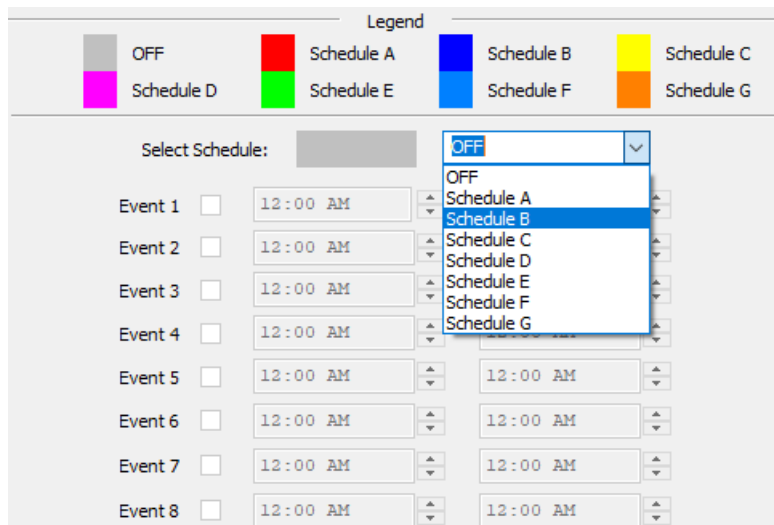 Legend
OFF Schedule A Schedule B Schedule C
Schedule D Schedule E Schedule F Schedule G
Select Schedule: OFF
OFF
Schedule A
Schedule B
Schedule C
Schedule D
Schedule E
Schedule F
Schedule G
Event 1 12:00 AM
Event 2 12:00 AM
Event 3 12:00 AM
Event 4 12:00 AM
Event 5 12:00 AM 12:00 AM
Event 6 12:00 AM 12:00 AM
Event 7 12:00 AM 12:00 AM
Event 8 12:00 AM 12:00 AM